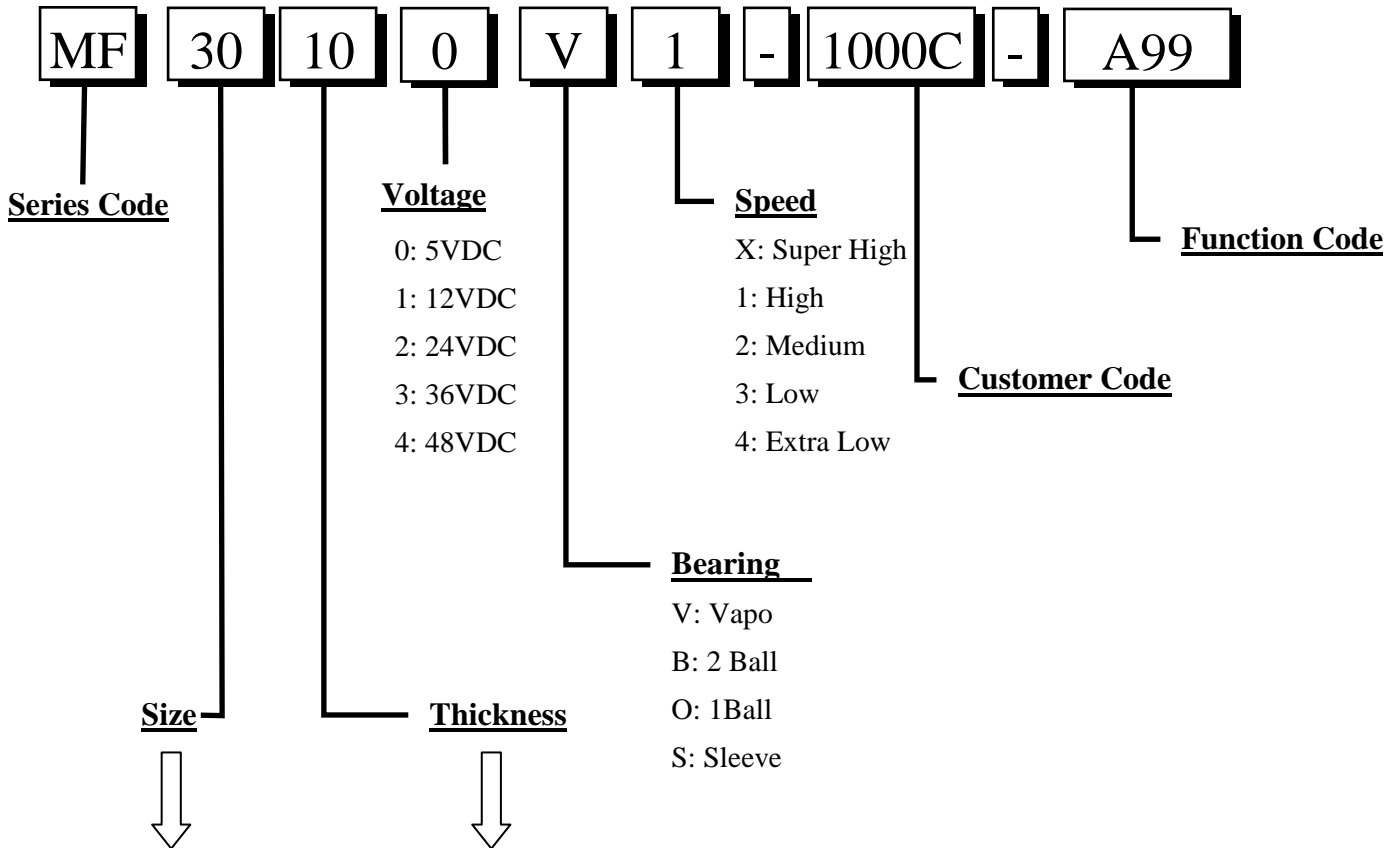 MF 30 10 0 V 1 - 1000C - A99
Series Code
Voltage
0: 5VDC
1: 12VDC
2: 24VDC
3: 36VDC
4: 48VDC
Speed
X: Super High
1: High
2: Medium
3: Low
4: Extra Low
Function Code
Customer Code
Bearing
V: Vapo
B: 2 Ball
O: 1Ball
S: Sleeve
Size
Thickness